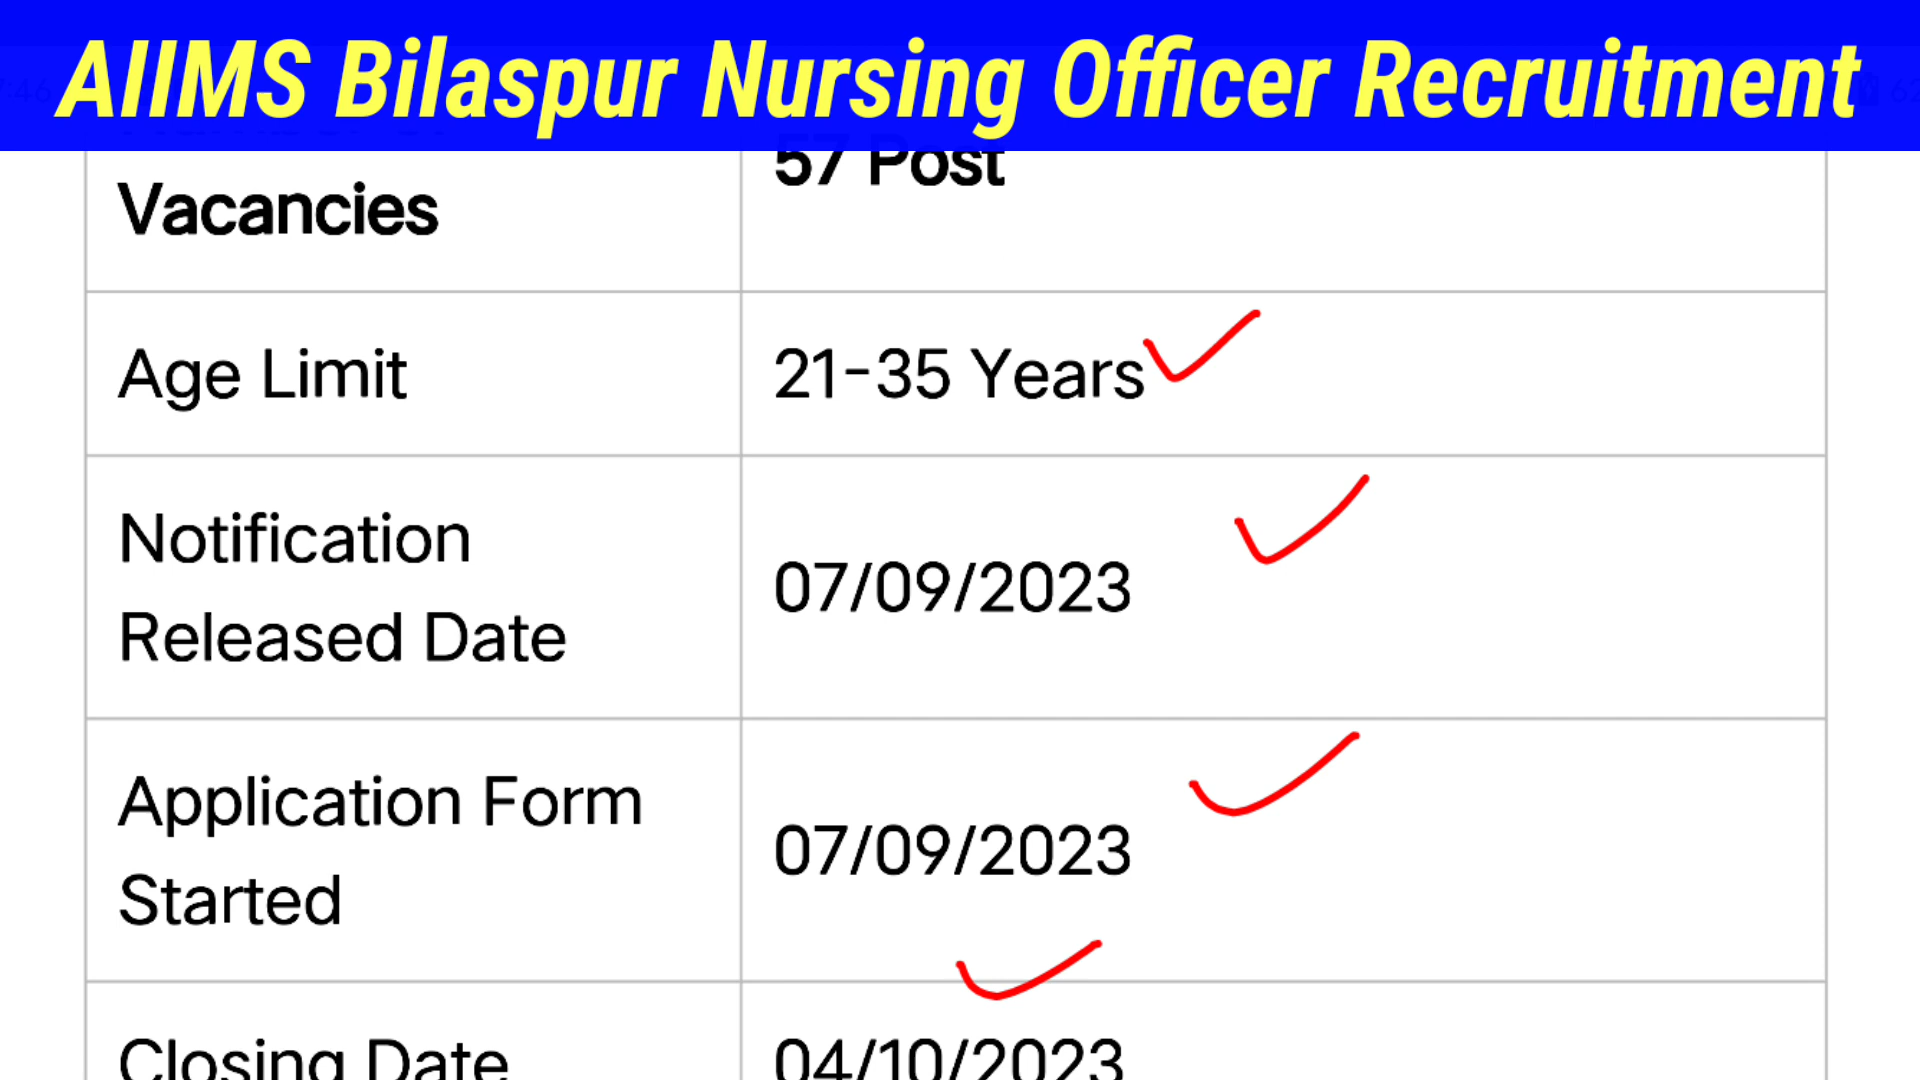 AIIMS Bilaspur Nursing Officer Recruitment
57 Post
Vacancies
Age Limit
21-35 Years
Notification
Released Date
07/09/2023
Application Form
Started
07/09/2023
Closing Date
04/10/2023